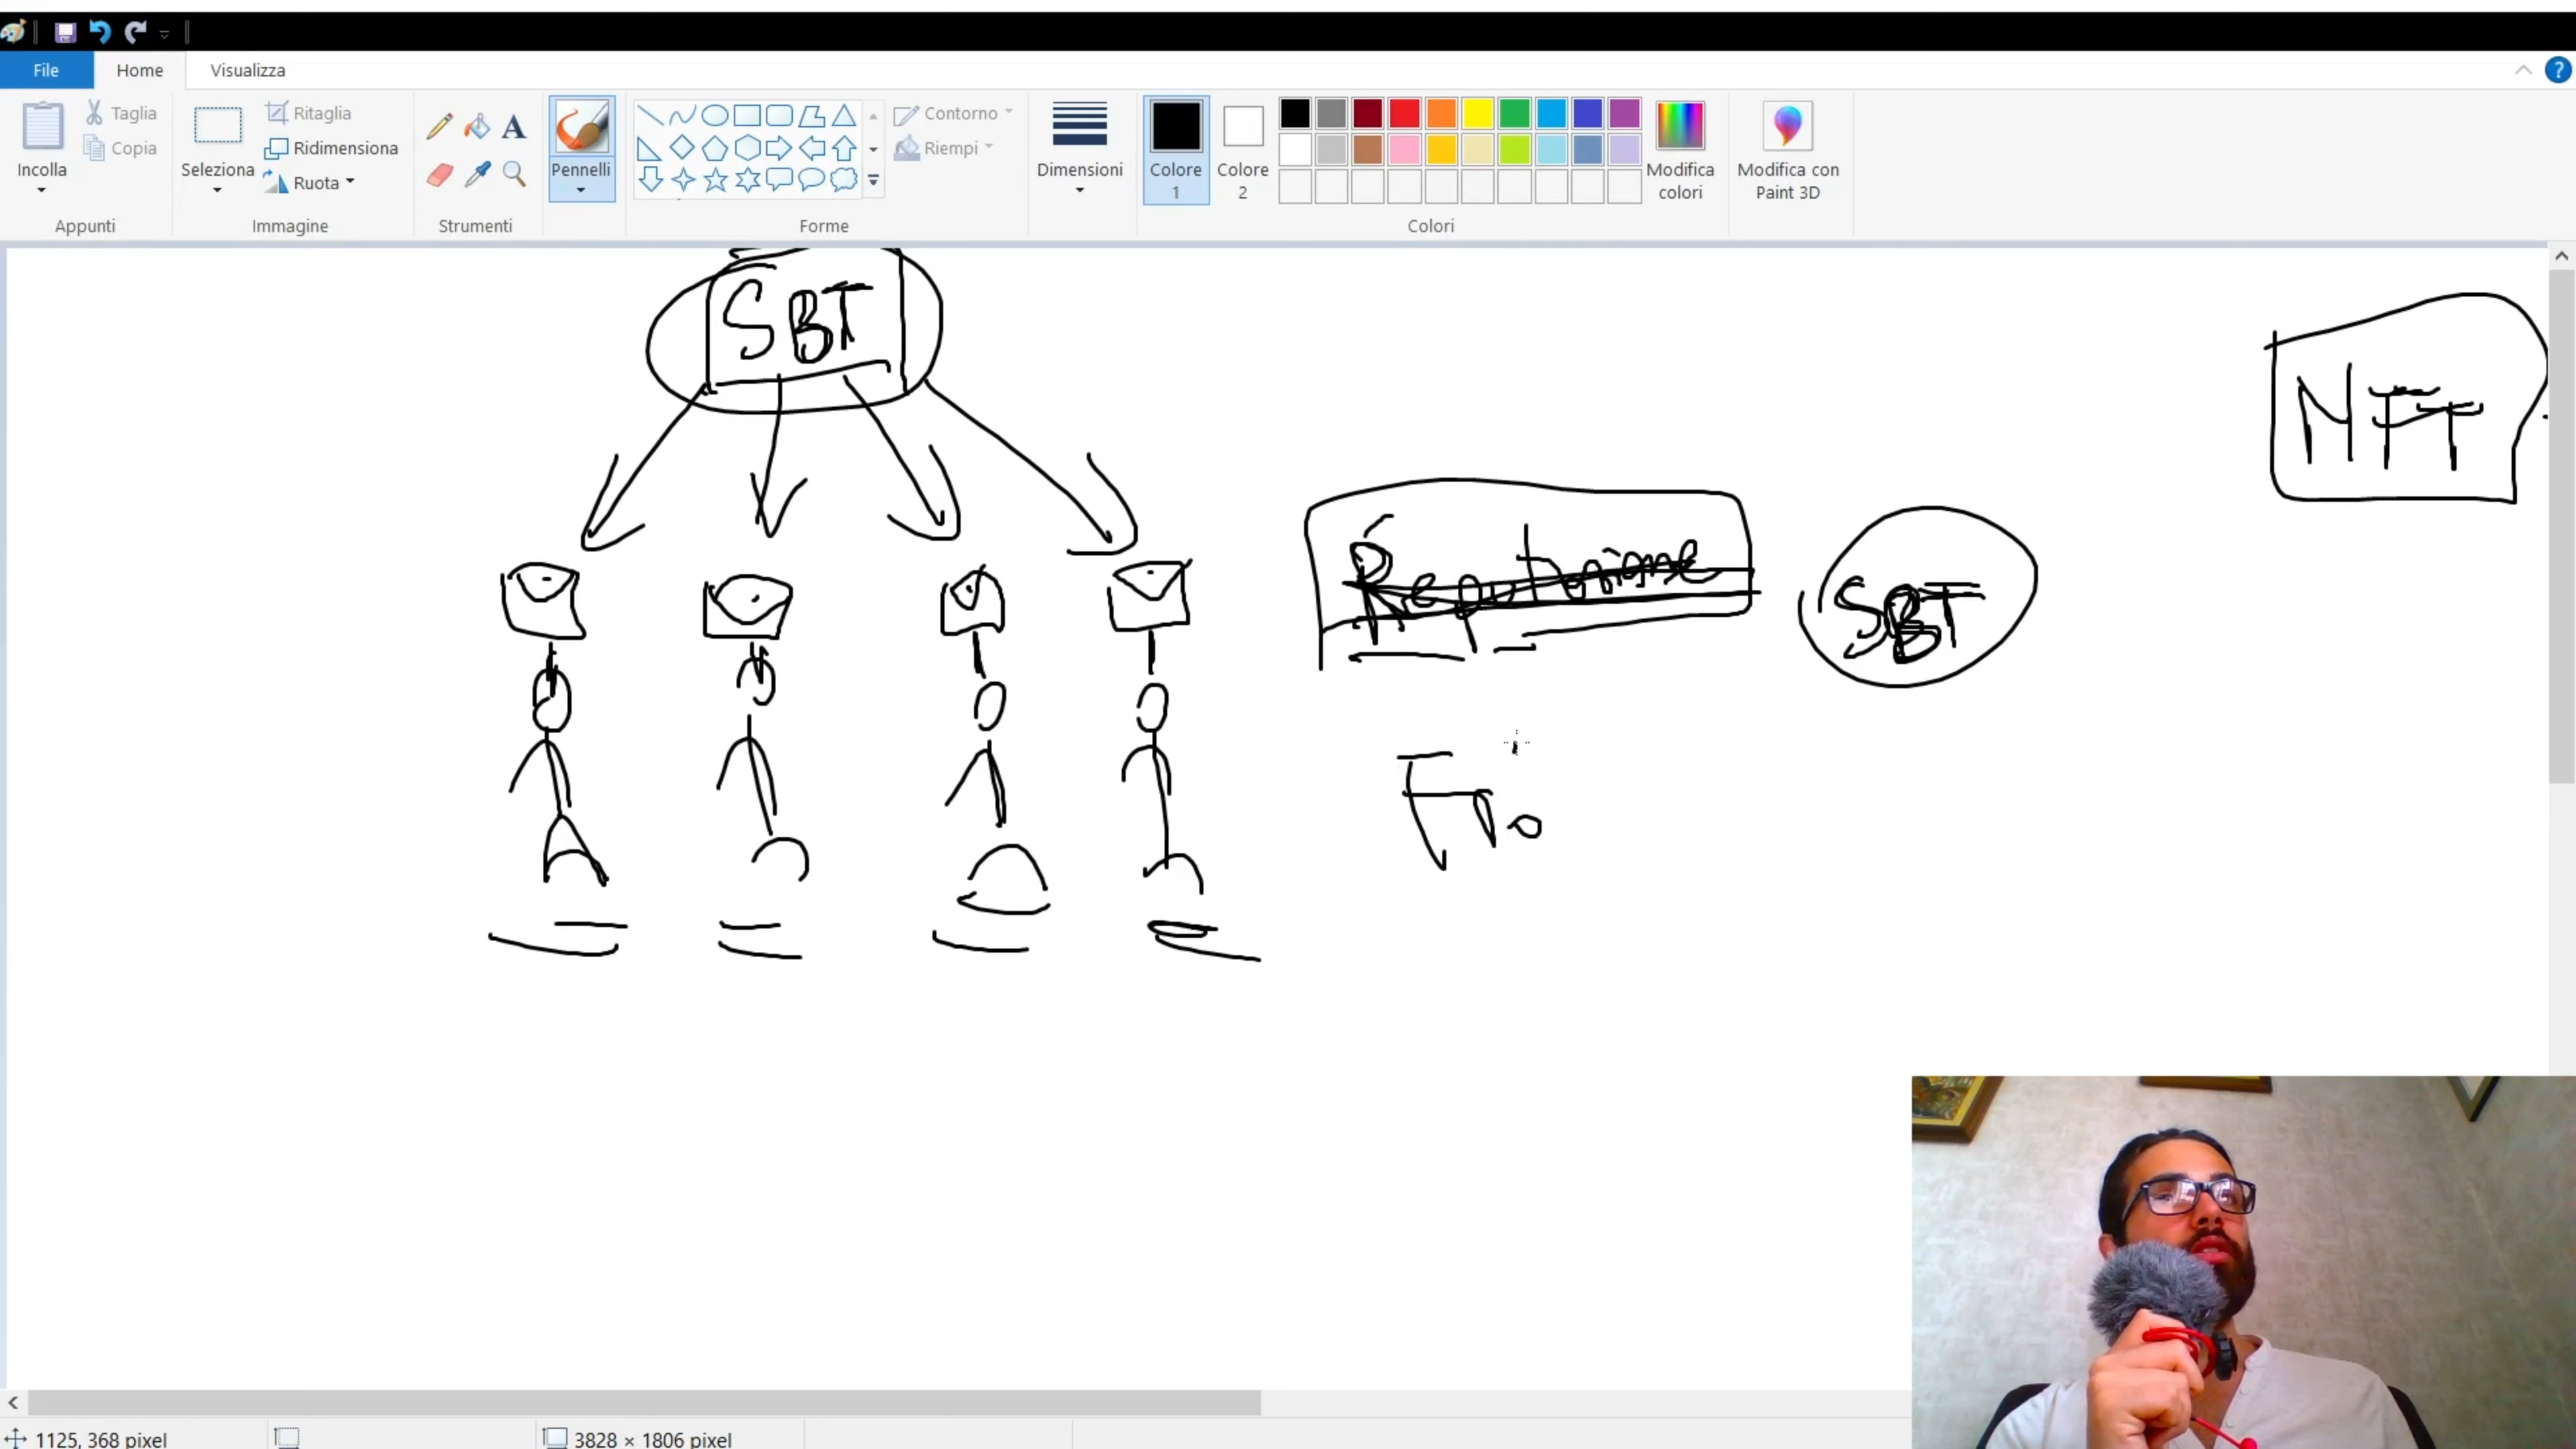 File Home Visualizza
Incolla
Taglia
Copia
Appunti
Seleziona
Ritaglia
Ridimensiona
Ruota
Immagine
A
Strumenti
Pennelli
Forme
Contorno
Riempi
Dimensioni
Colore 1
Colore 2
Modifica colori
Colori
Modifica con Paint 3D
?
SBT
NFT
SBT
1125, 368 pixel
3828 × 1806 pixel